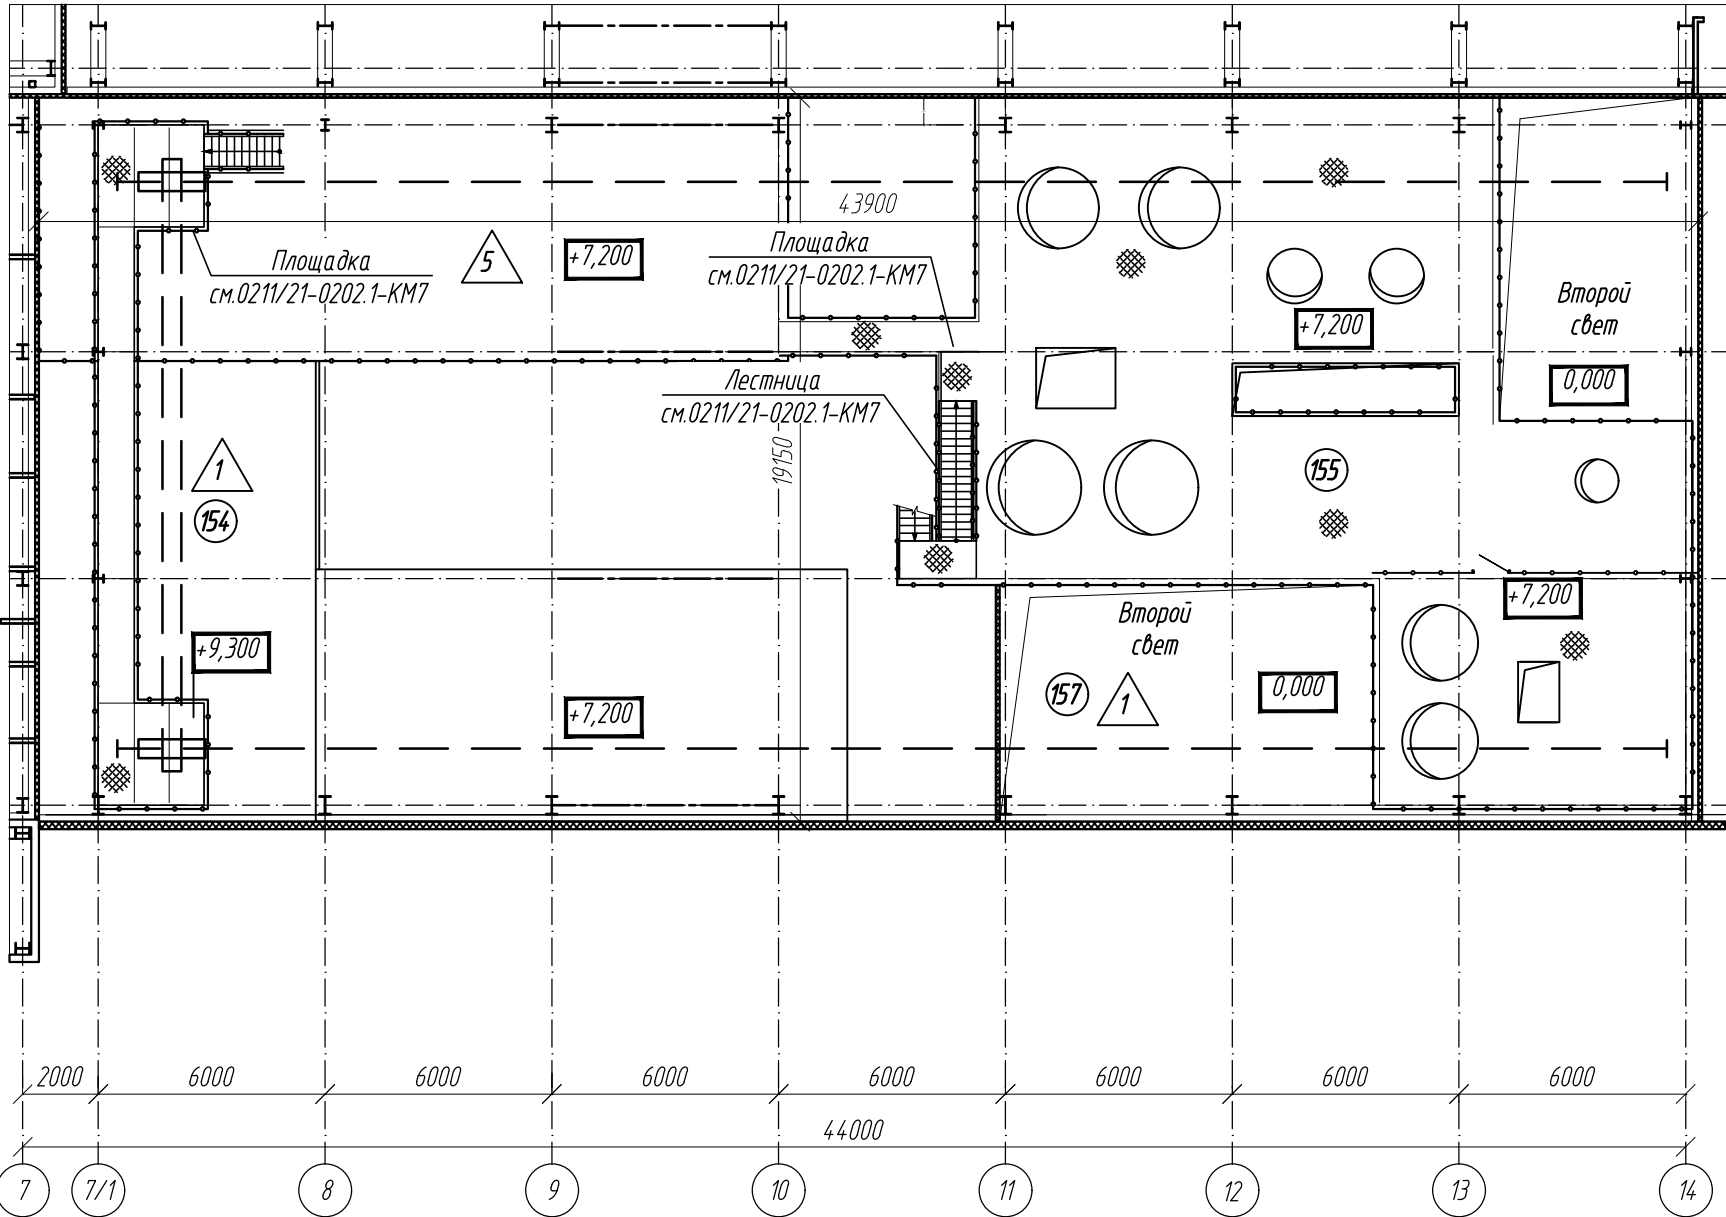 43900
Площадка
см.0211/21-0202.1-КМ7
5
+7,200
Площадка
см.0211/21-0202.1-КМ7
Второй
свет
+7,200
0,000
Лестница
см.0211/21-0202.1-КМ7
19150
1
154
155
+9,300
+7,200
Второй
свет
157
1
0,000
+7,200
2000 6000 6000 6000 6000 6000 6000 6000
44000
7 7/1 8 9 10 11 12 13 14